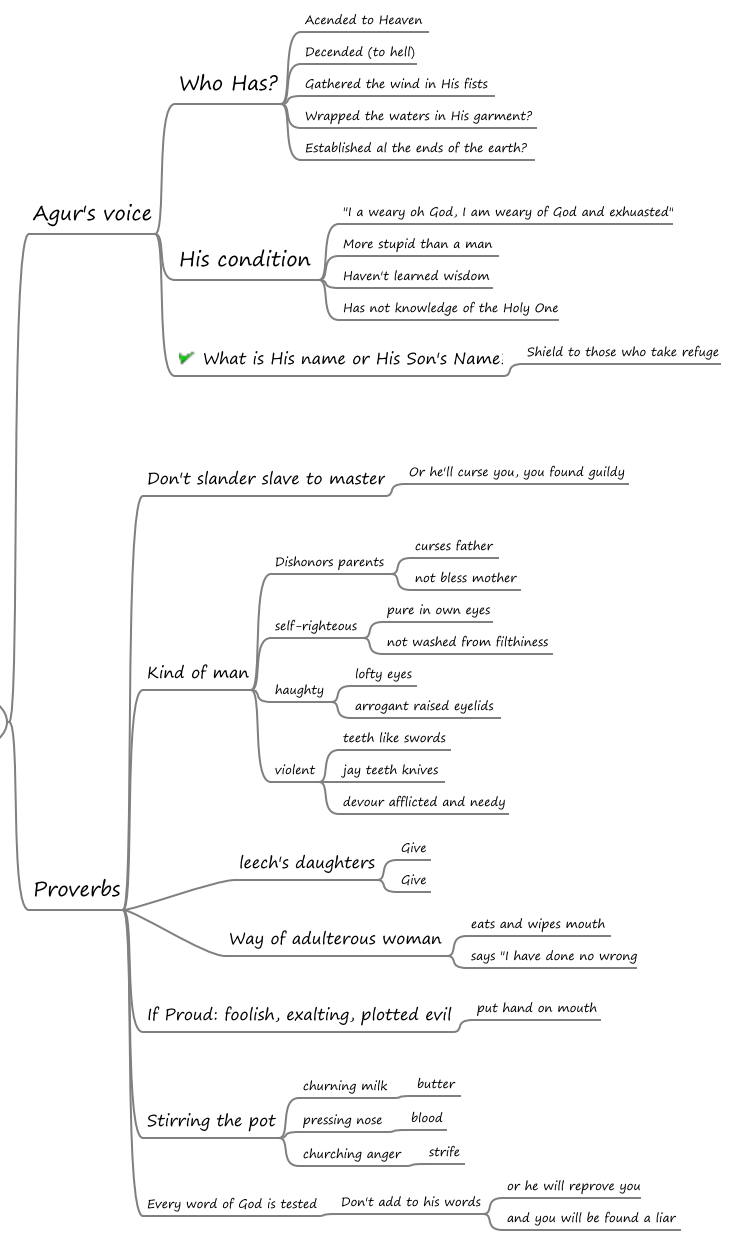 Agur's voice
Who Has?
Acended to Heaven
Decended (to hell)
Gathered the wind in His fists
Wrapped the waters in His garment?
Established al the ends of the earth?
His condition
"I a weary oh God, I am weary of God and exhuasted"
More stupid than a man
Haven't learned wisdom
Has not knowledge of the Holy One
What is His name or His Son's Name
Shield to those who take refuge
Proverbs
Don't slander slave to master
Or he'll curse you, you found guildy
Kind of man
Dishonors parents
curses father
not bless mother
self-righteous
pure in own eyes
not washed from filthiness
haughty
lofty eyes
arrogant raised eyelids
violent
teeth like swords
jay teeth knives
devour afflicted and needy
leech's daughters
Give
Give
Way of adulterous woman
eats and wipes mouth
says "I have done no wrong
If Proud: foolish, exalting, plotted evil
put hand on mouth
Stirring the pot
churning milk
butter
pressing nose
blood
churching anger
strife
Every word of God is tested
Don't add to his words
or he will reprove you
and you will be found a liar